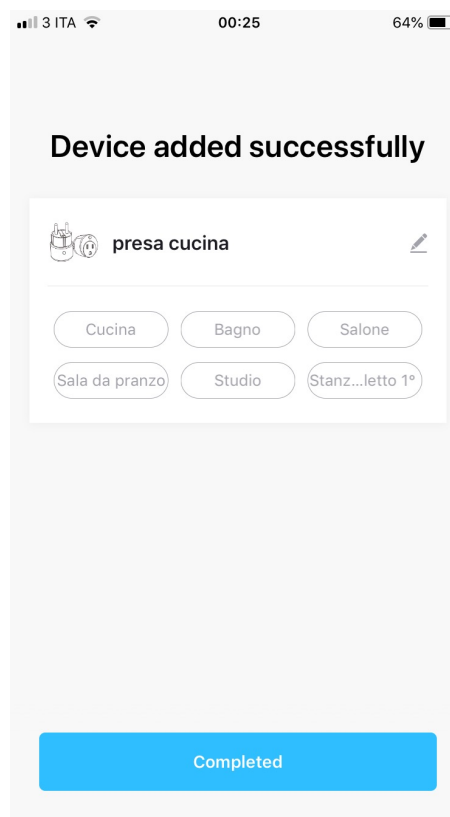 3 ITA 00:25 64%
Device added successfully
presa cucina
Cucina Bagno Salone
Sala da pranzo Studio Stanz...letto 1°
Completed